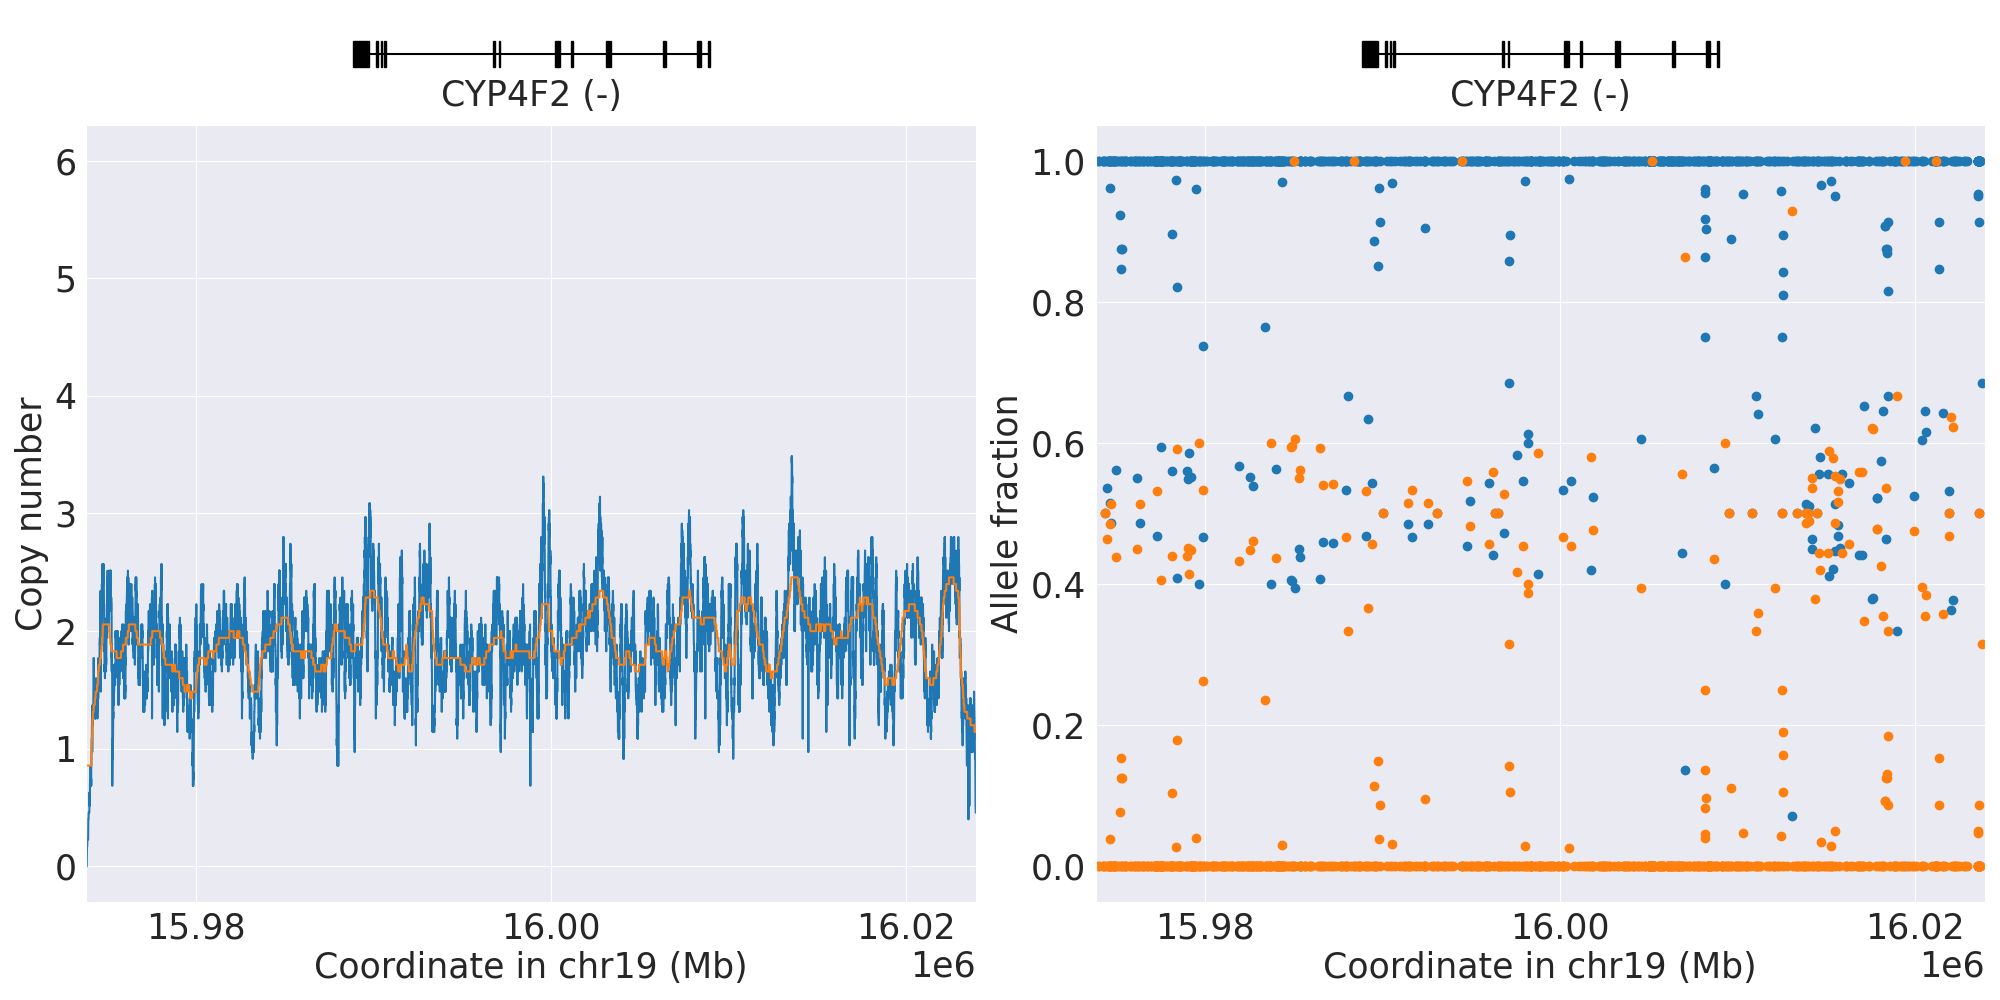 CYP4F2 (-)
6
5
4
3
2
1
0
Copy number
15.98 16.00 16.02
Coordinate in chr19 (Mb) 1e6
CYP4F2 (-)
1.0
0.8
0.6
0.4
0.2
0.0
Allele fraction
15.98 16.00 16.02
Coordinate in chr19 (Mb) 1e6